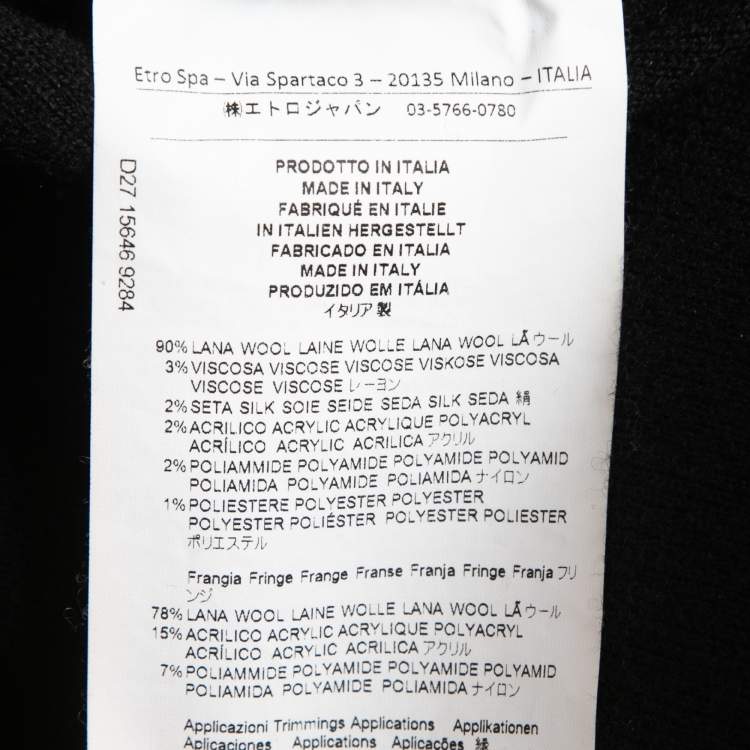 Etro Spa – Via Spartaco 3 – 20135 Milano – ITALIA
㈱エトロジャパン 03-5766-0780
D27 15646 9284
PRODOTTO IN ITALIA
MADE IN ITALY
FABRIQUÉ EN ITALIE
IN ITALIEN HERGESTELLT
FABRICADO EN ITALIA
MADE IN ITALY
PRODUZIDO EM ITÁLIA
イタリア製
90% LANA WOOL LAINE WOLLE LANA WOOL LÃ ウール
3% VISCOSA VISCOSE VISCOSE VISKOSE VISCOSA
VISCOSE VISCOSE レーヨン
2% SETA SILK SOIE SEIDE SEDA SILK SEDA 絹
2% ACRILICO ACRYLIC ACRYLIQUE POLYACRYL
ACRÍLICO ACRYLIC ACRILICA アクリル
2% POLIAMMIDE POLYAMIDE POLYAMIDE POLYAMID
POLIAMIDA POLYAMIDE POLIAMIDA ナイロン
1% POLIESTERE POLYESTER POLYESTER
POLYESTER POLIÉSTER POLYESTER POLIESTER
ポリエステル
Frangia Fringe Frange Franse Franja Fringe Franja フリ
ンジ
78% LANA WOOL LAINE WOLLE LANA WOOL LÃ ウール
15% ACRILICO ACRYLIC ACRYLIQUE POLYACRYL
ACRÍLICO ACRYLIC ACRILICA アクリル
7% POLIAMMIDE POLYAMIDE POLYAMIDE POLYAMID
POLIAMIDA POLYAMIDE POLIAMIDA ナイロン
Applicazioni Trimmings Applications Applikationen
Aplicaciones Applications Aplicações 縁